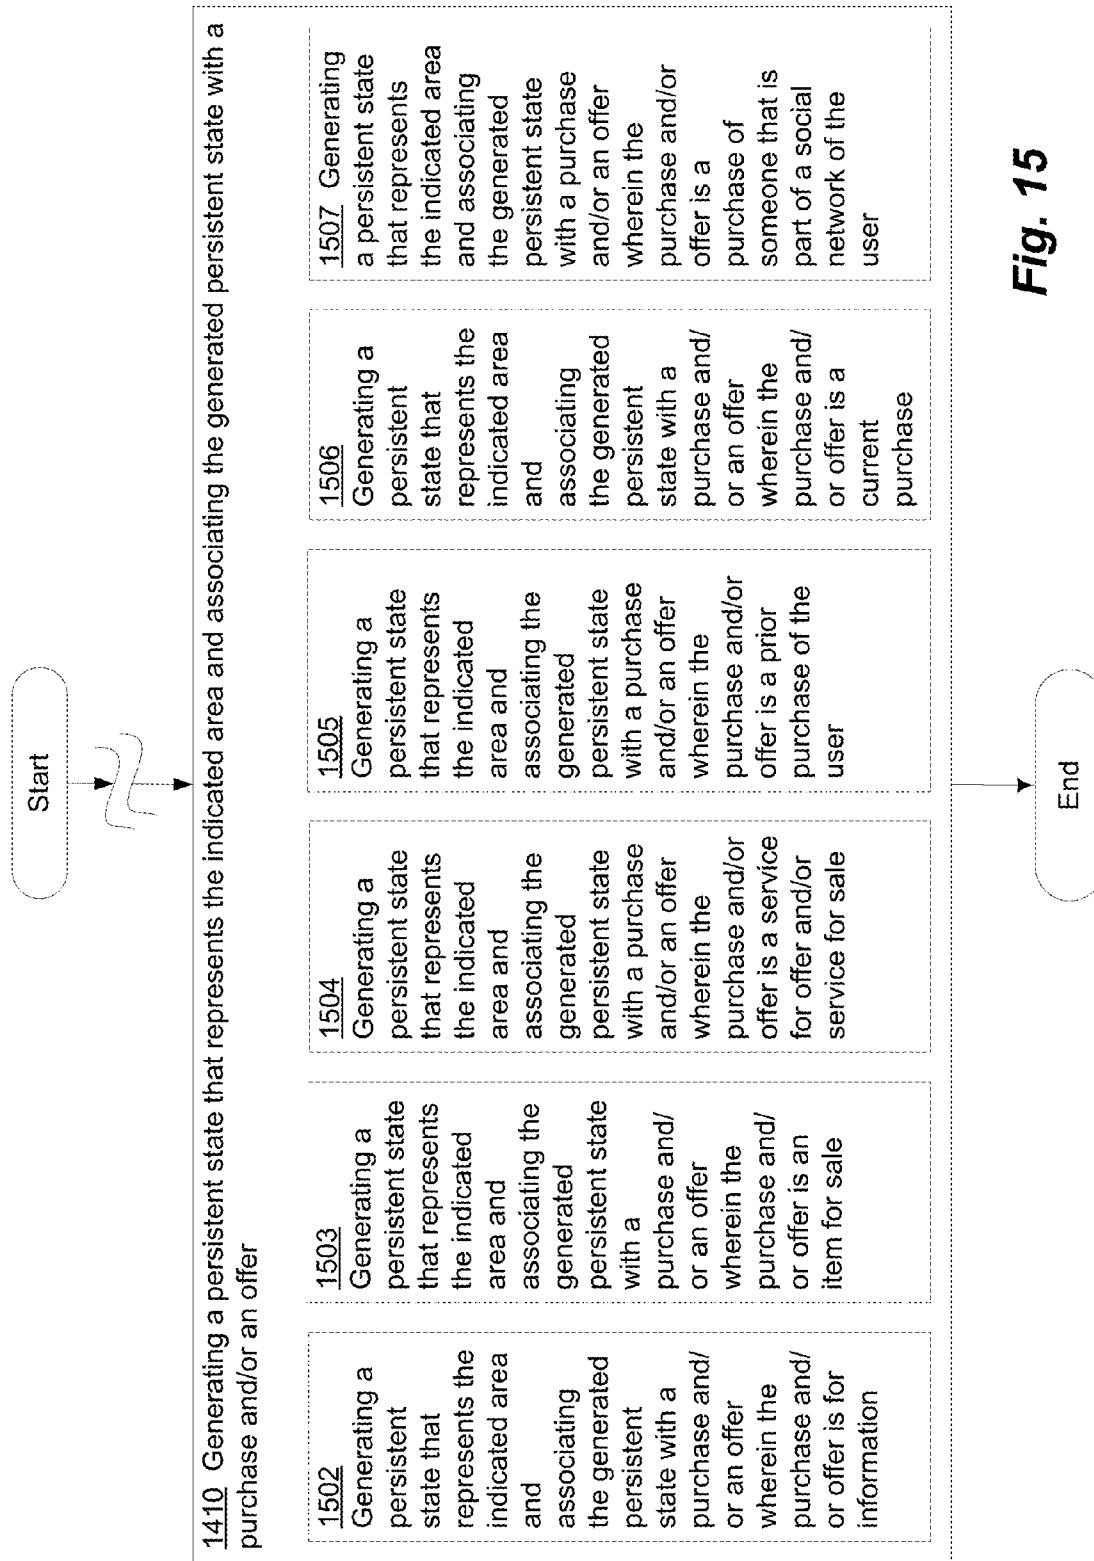 Start
1410 Generating a persistent state that represents the indicated area and associating the generated persistent state with a
purchase and/or an offer
1502
Generating a
persistent
state that
represents the
indicated area
and
associating
the generated
persistent
state with a
purchase and/
or an offer
wherein the
purchase and/
or offer is for
information
1503
Generating a
persistent state
that represents
the indicated
area and
associating the
generated
persistent state
with a
purchase and/
or an offer
wherein the
purchase and/
or offer is an
item for sale
1504
Generating a
persistent state
that represents
the indicated
area and
associating the
generated
persistent state
with a purchase
and/or an offer
wherein the
purchase and/or
offer is a service
for offer and/or
service for sale
1505
Generating a
persistent state
that represents
the indicated
area and
associating the
generated
persistent state
with a purchase
and/or an offer
wherein the
purchase and/or
offer is a prior
purchase of the
user
1506
Generating a
persistent
state that
represents the
indicated area
and
associating
the generated
persistent
state with a
purchase and/
or an offer
wherein the
purchase and/
or offer is a
current
purchase
1507 Generating
a persistent state
that represents
the indicated area
and associating
the generated
persistent state
with a purchase
and/or an offer
wherein the
purchase and/or
offer is a
purchase of
someone that is
part of a social
network of the
user
End
Fig. 15